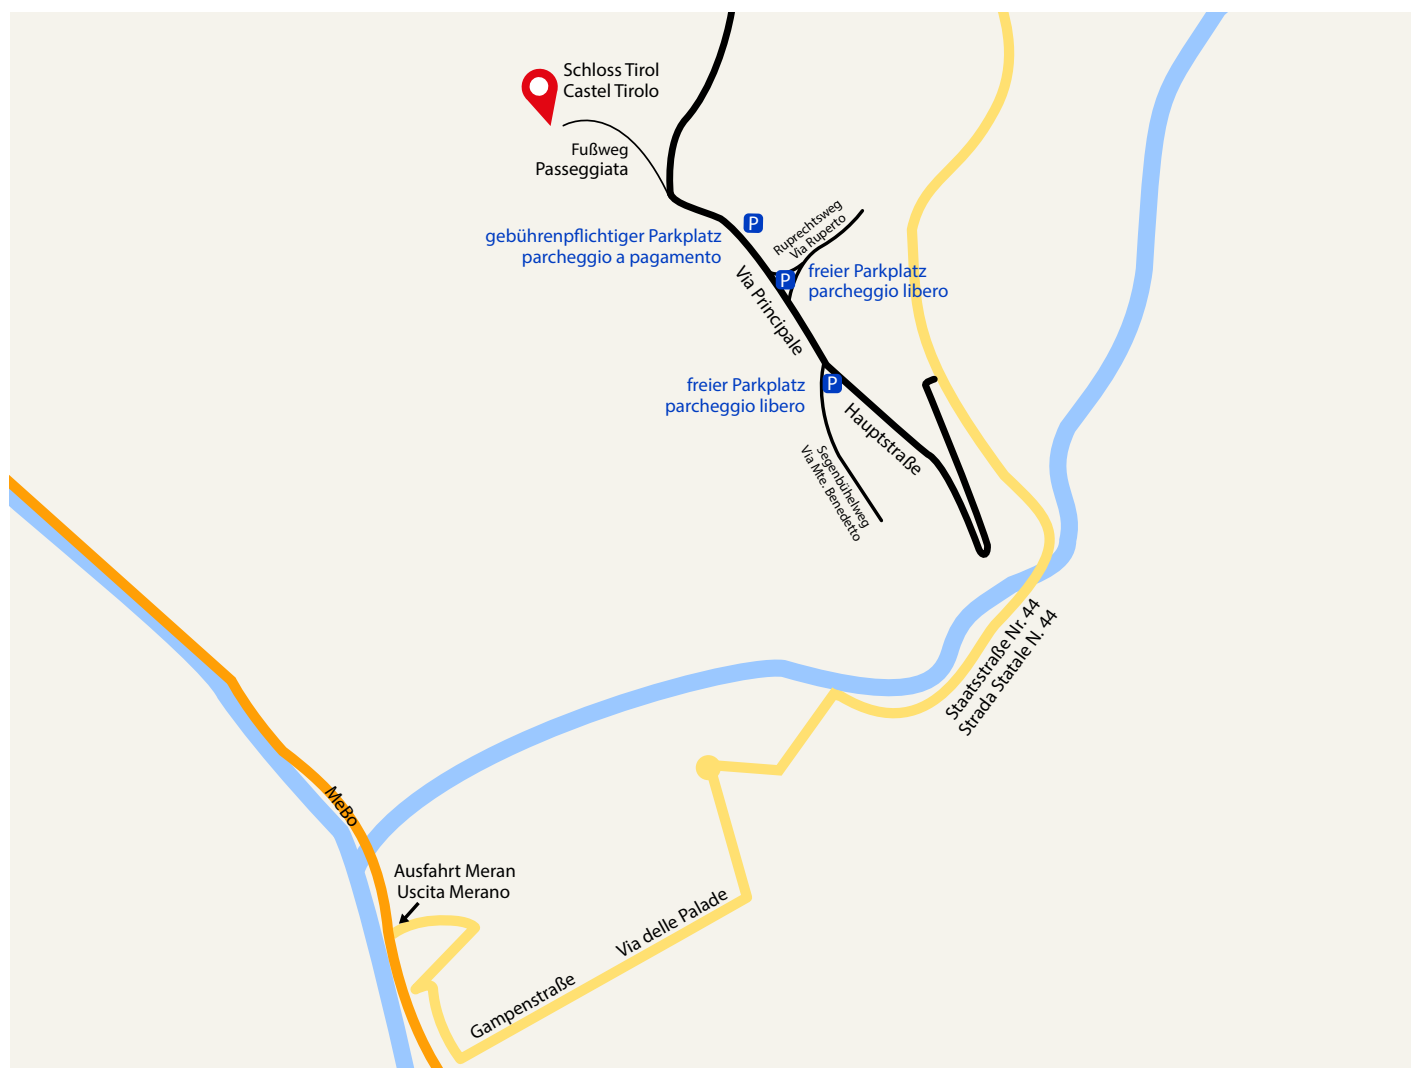 Schloss Tirol
Castel Tirolo
Fußweg
Passeggiata
P
gebührenpflichtiger Parkplatz
parcheggio a pagamento
Ruprechtsweg
Via Ruperto
P
freier Parkplatz
parcheggio libero
Via Principale
freier Parkplatz
parcheggio libero
P
Hauptstraße
Segenbühelweg
Via Mte. Benedetto
Staatsstraße Nr. 44
Strada Statale N. 44
MeBo
Ausfahrt Meran
Uscita Merano
Via delle Palade
Gampenstraße